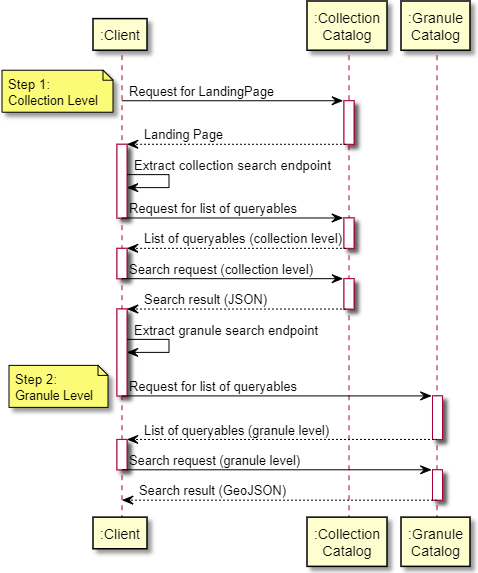 :Client
:Collection
Catalog
:Granule
Catalog
Step 1:
Collection Level
Request for LandingPage
Landing Page
Extract collection search endpoint
Request for list of queryables
List of queryables (collection level)
Search request (collection level)
Search result (JSON)
Extract granule search endpoint
Step 2:
Granule Level
Request for list of queryables
List of queryables (granule level)
Search request (granule level)
Search result (GeoJSON)
:Client
:Collection
Catalog
:Granule
Catalog